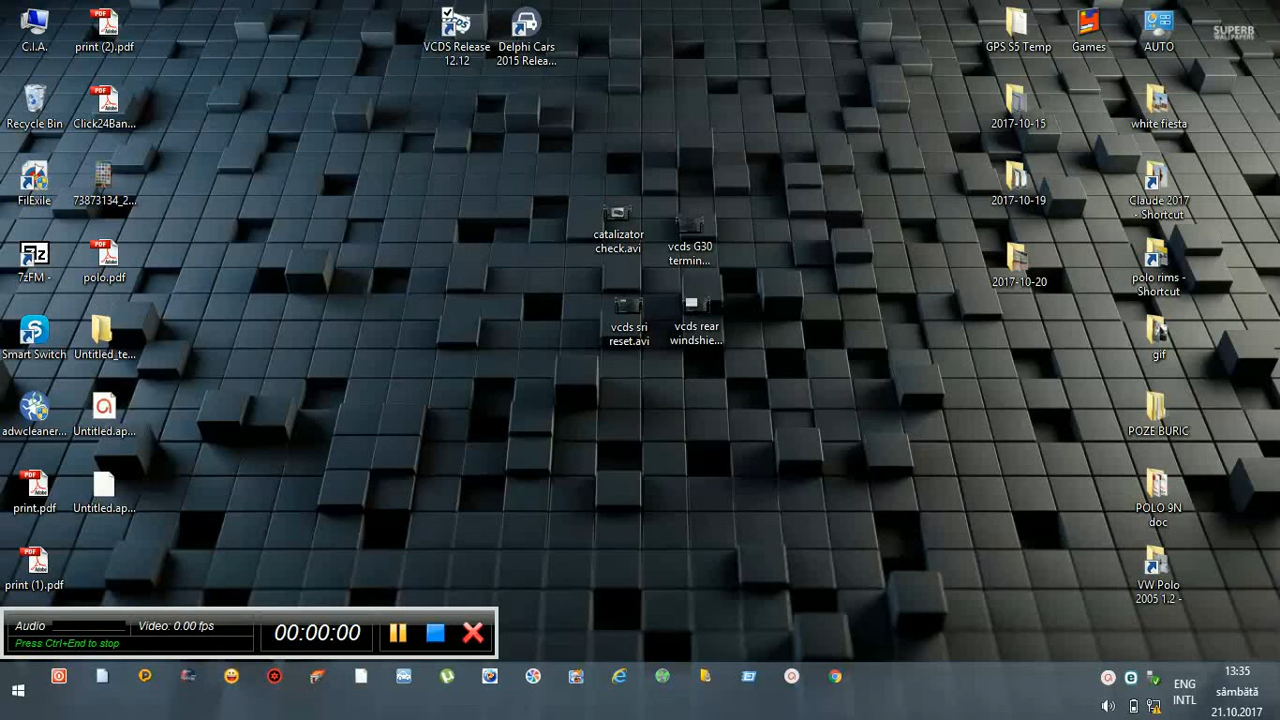 C.I.A.
print (2).pdf
VCDS Release
12.12
Delphi Cars
2015 Relea...
GPS S5 Temp
Games
AUTO
SUPERB
WALLPAPERS
Recycle Bin
Click24Ban...
2017-10-15
white fiesta
FilExile
73873134_2...
2017-10-19
Claude 2017
- Shortcut
catalizator
check.avi
vcds G30
termin...
7z
7zFM -
polo.pdf
2017-10-20
polo rims -
Shortcut
vcds sri
reset.avi
vcds rear
windshie...
Smart Switch
Untitled_te...
gif
adwcleaner...
Untitled.ap...
POZE BURIC
print.pdf
Untitled.ap...
POLO 9N
doc
print (1).pdf
VW Polo
2005 1.2 -
Audio
Video: 0.00 fps
Press Ctrl+End to stop
00:00:00
ENG
INTL
13:35
sâmbătă
21.10.2017